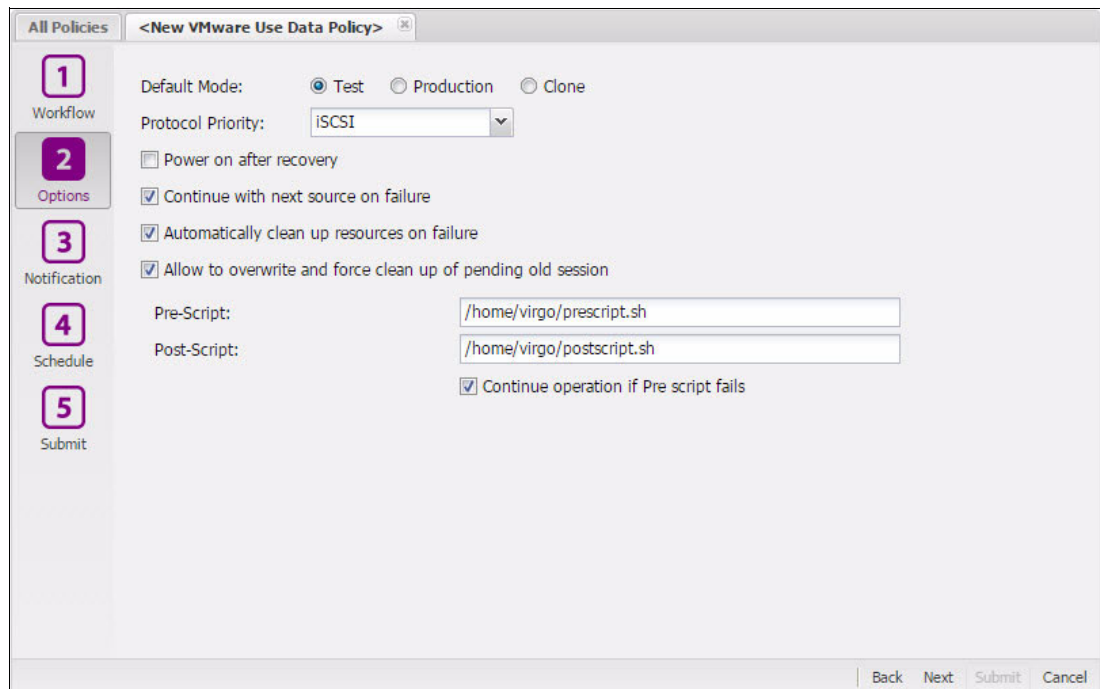 All Policies <New VMware Use Data Policy>
1
Workflow
2
Options
3
Notification
4
Schedule
5
Submit
Default Mode: Test Production Clone
Protocol Priority: iSCSI
Power on after recovery
Continue with next source on failure
Automatically clean up resources on failure
Allow to overwrite and force clean up of pending old session
Pre-Script: /home/virgo/prescript.sh
Post-Script: /home/virgo/postscript.sh
Continue operation if Pre script fails
Back Next Submit Cancel